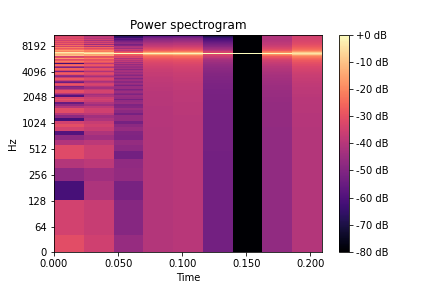 Power spectrogram
Hz
8192
4096
2048
1024
512
256
128
64
0
0.000 0.050 0.100 0.150 0.200
Time
+0 dB
-10 dB
-20 dB
-30 dB
-40 dB
-50 dB
-60 dB
-70 dB
-80 dB